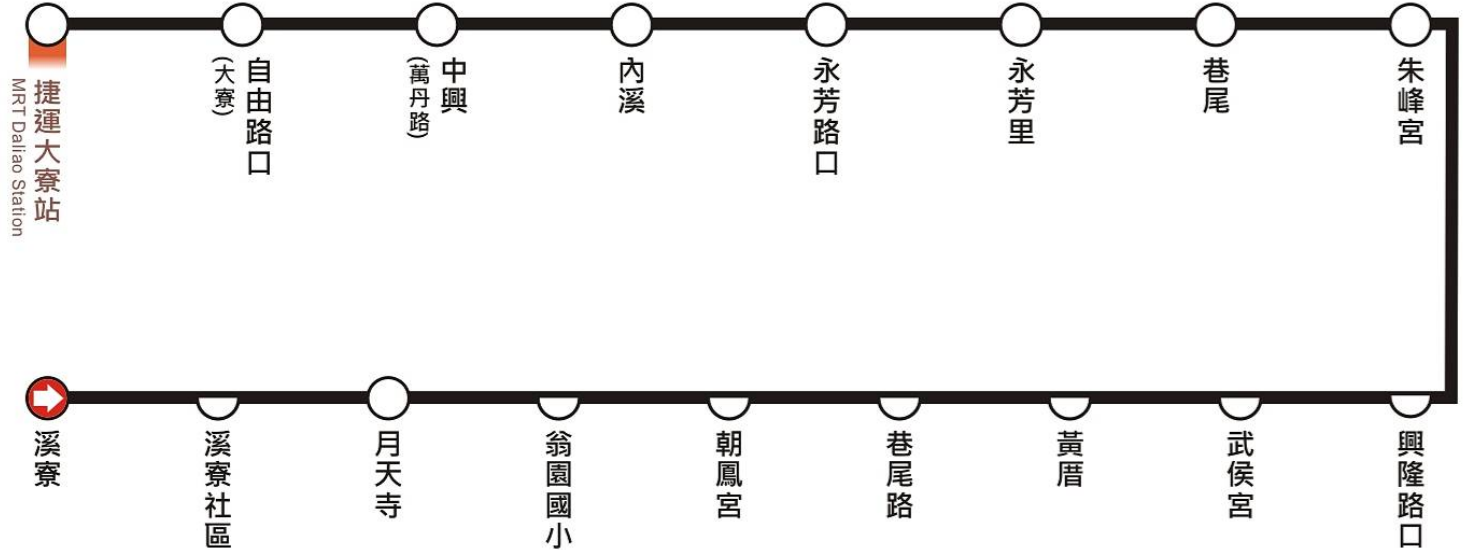 捷運大寮站
MRT Daliao Station
自由路口
(大寮)
中興
(萬丹路)
內溪
永芳路口
永芳里
巷尾
朱峰宮
溪寮
溪寮社區
月天寺
翁園國小
朝鳳宮
巷尾路
黃厝
武侯宮
興隆路口